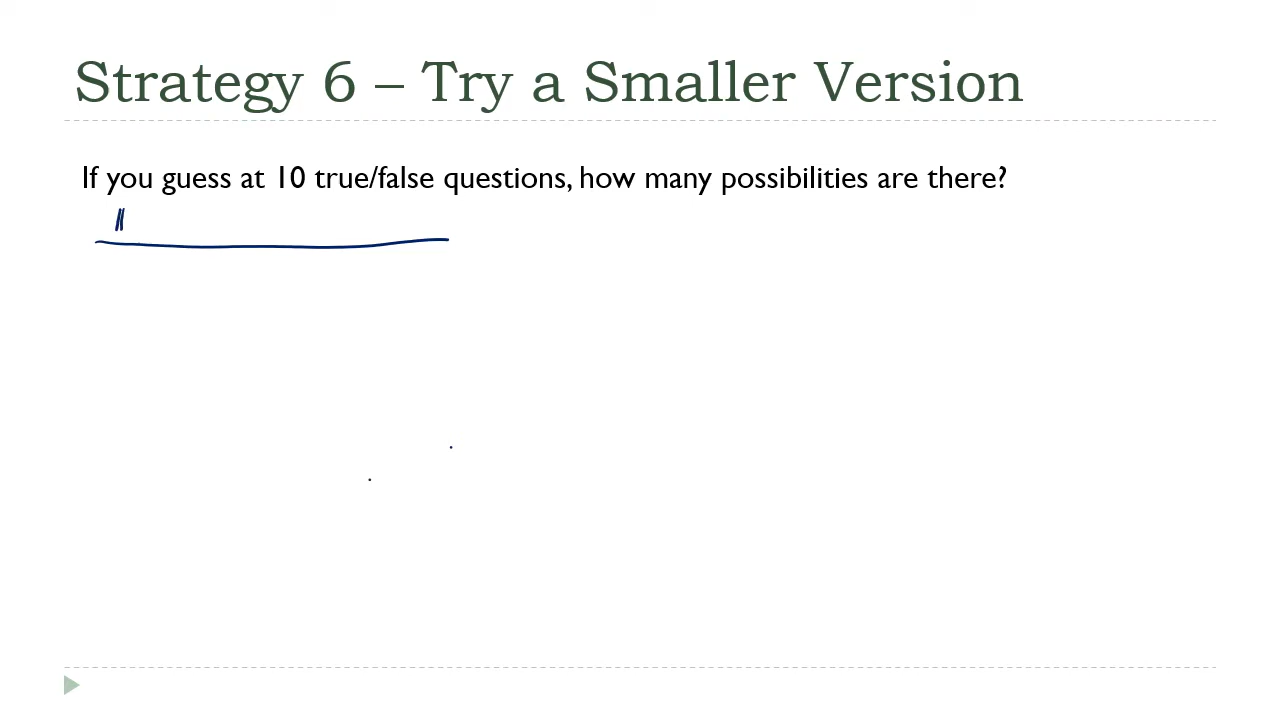 Strategy 6 – Try a Smaller Version
If you guess at 10 true/false questions, how many possibilities are there?